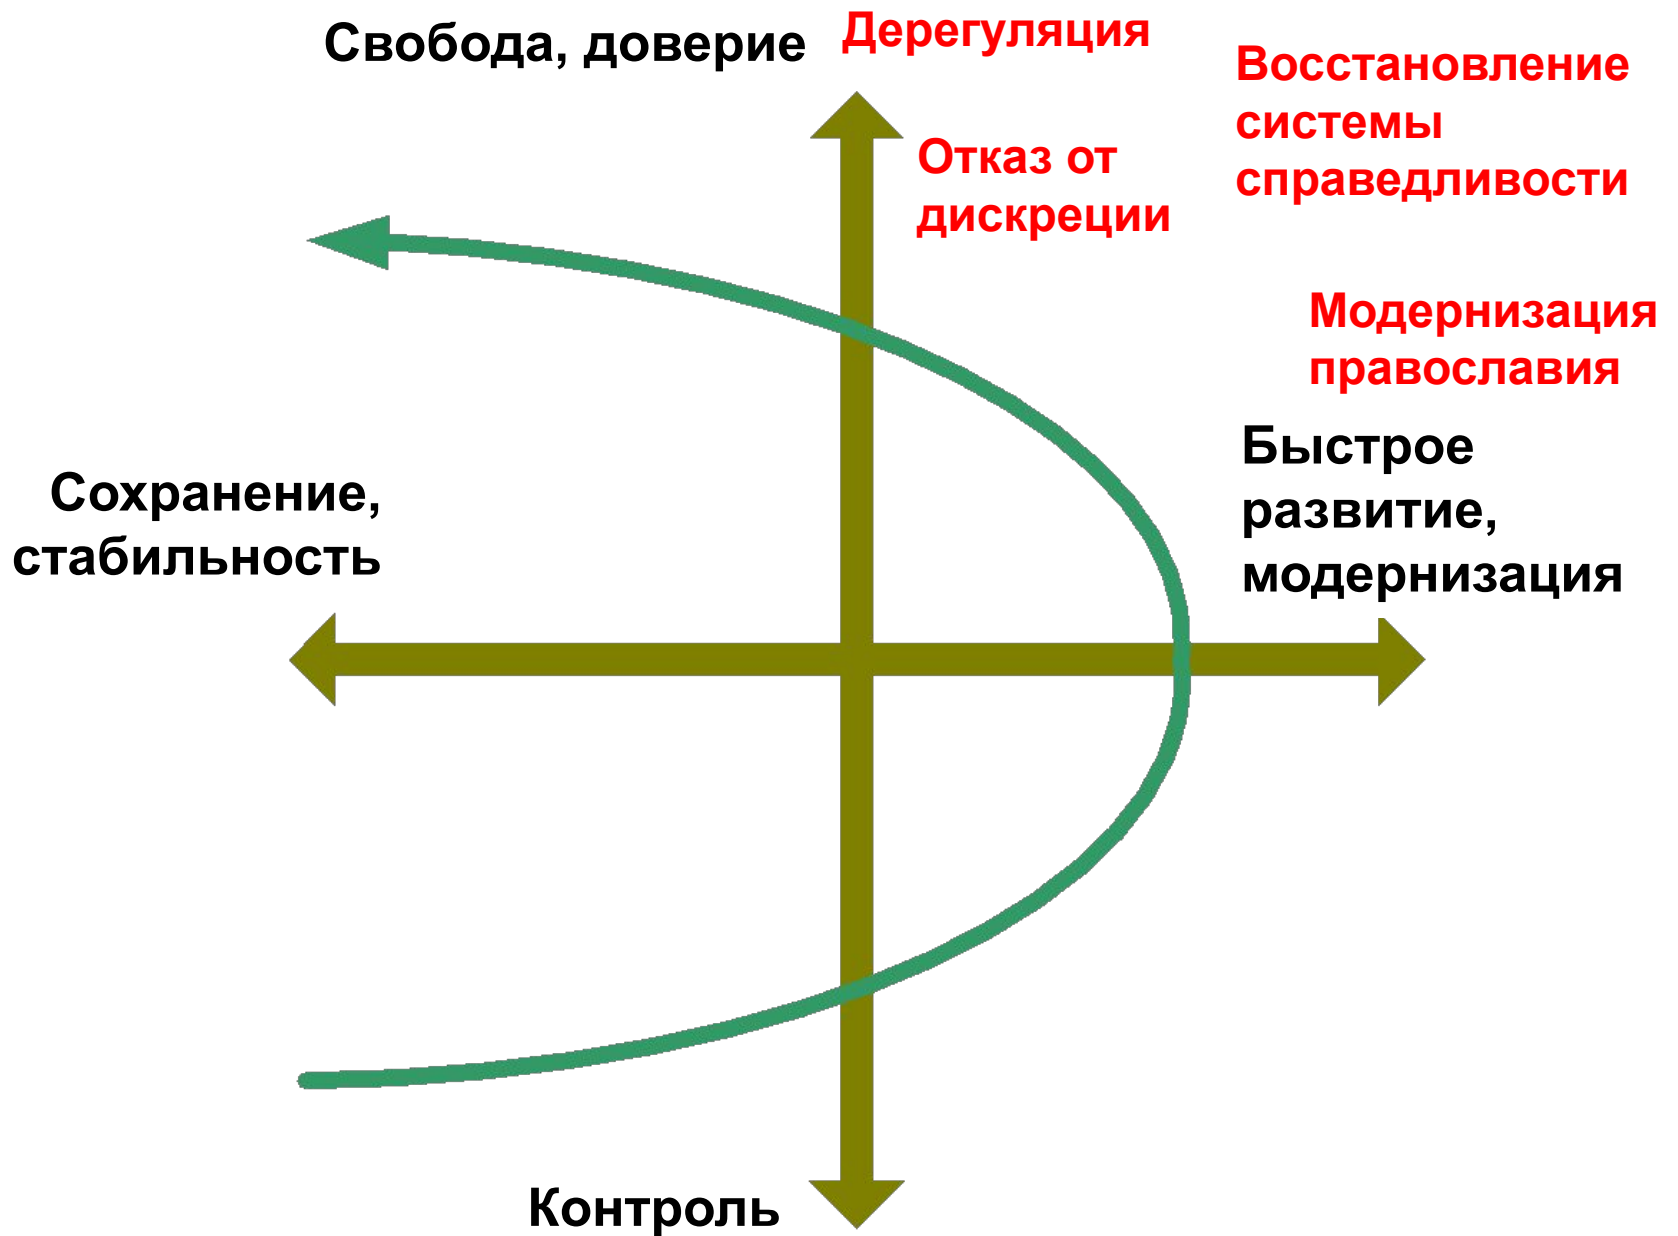 Свобода, доверие
Дерегуляция
Восстановление
системы
справедливости
Отказ от
дискреции
Модернизация
православия
Быстрое
развитие,
модернизация
Сохранение,
стабильность
Контроль